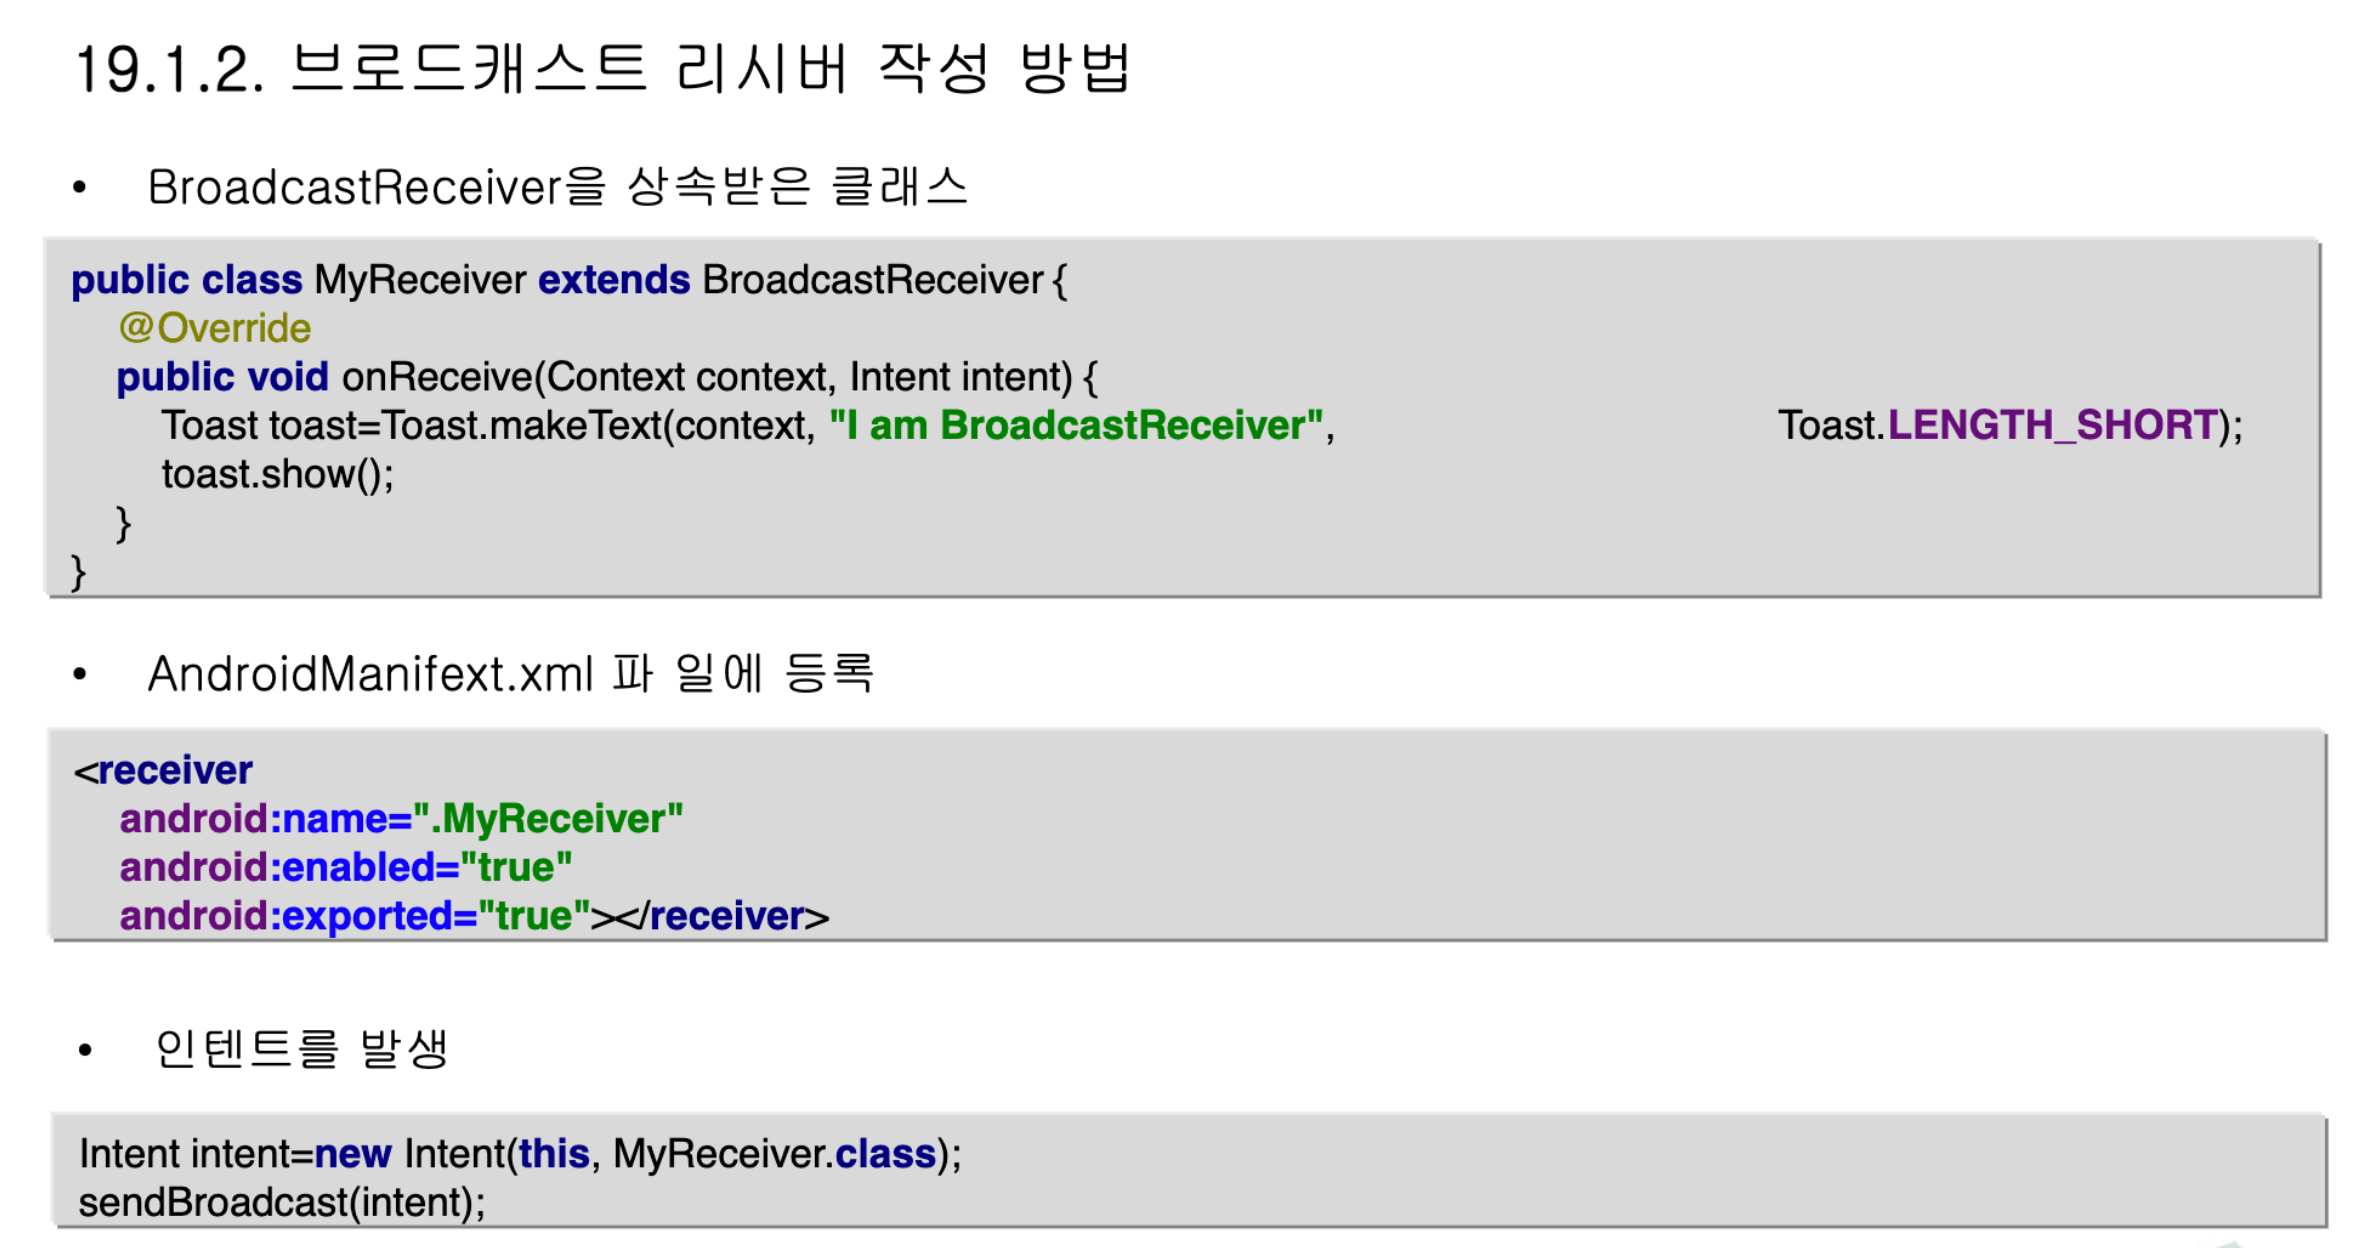 19.1.2. 브로드캐스트 리시버 작성 방법
• BroadcastReceiver을 상속받은 클래스
public class MyReceiver extends BroadcastReceiver {
@Override
public void onReceive(Context context, Intent intent) {
Toast toast=Toast.makeText(context, "I am BroadcastReceiver", Toast.LENGTH_SHORT);
toast.show();
}
}
• AndroidManifext.xml 파 일에 등록
<receiver
android:name=".MyReceiver"
android:enabled="true"
android:exported="true"></receiver>
• 인텐트를 발생
Intent intent=new Intent(this, MyReceiver.class);
sendBroadcast(intent);